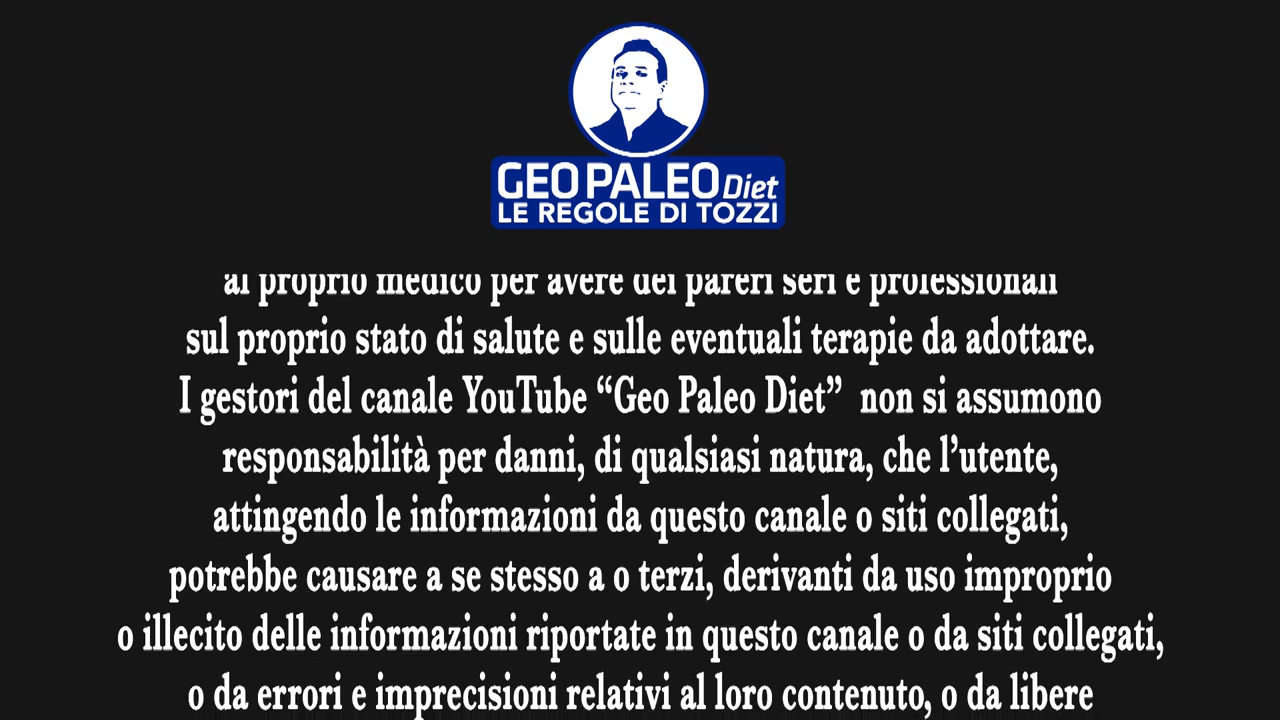 GEO PALEO Diet
LE REGOLE DI TOZZI
al proprio medico per avere dei pareri seri e professionali
sul proprio stato di salute e sulle eventuali terapie da adottare.
I gestori del canale YouTube “Geo Paleo Diet” non si assumono
responsabilità per danni, di qualsiasi natura, che l’utente,
attingendo le informazioni da questo canale o siti collegati,
potrebbe causare a se stesso a o terzi, derivanti da uso improprio
o illecito delle informazioni riportate in questo canale o da siti collegati,
o da errori e imprecisioni relativi al loro contenuto, o da libere